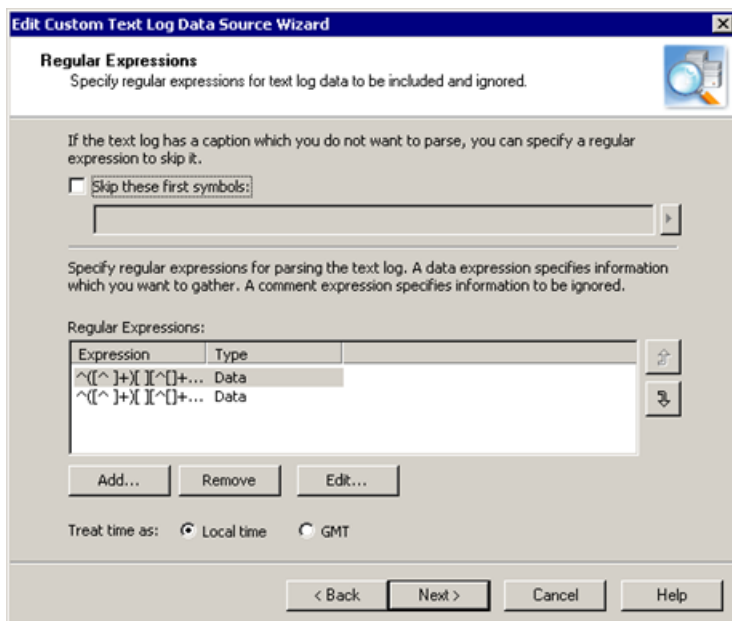 Edit Custom Text Log Data Source Wizard
Regular Expressions
Specify regular expressions for text log data to be included and ignored.
If the text log has a caption which you do not want to parse, you can specify a regular
expression to skip it.
Skip these first symbols:
Specify regular expressions for parsing the text log. A data expression specifies information
which you want to gather. A comment expression specifies information to be ignored.
Regular Expressions:
Expression Type
^([^ ]+)[ ][^[]+... Data
^([^ ]+)[ ][^[]+... Data
Add... Remove Edit...
Treat time as: Local time GMT
< Back Next > Cancel Help